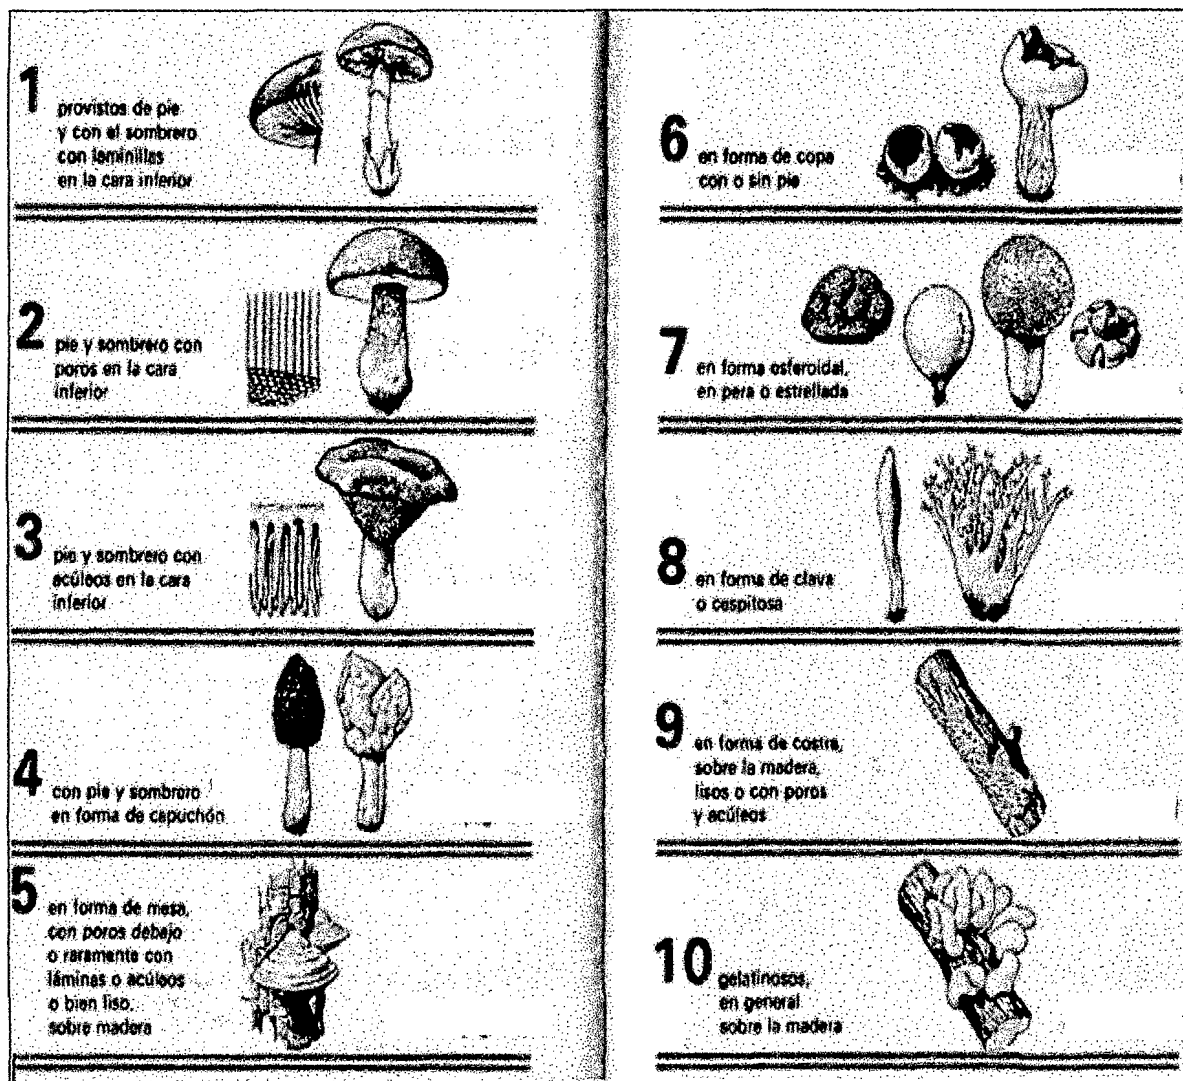 1
provistos de pie
y con el sombrero
con laminillas
en la cara inferior
2
pie y sombrero con
poros en la cara
inferior
3
pie y sombrero con
acúleos en la cara
inferior
4
con pie y sombrero
en forma de capuchón
5
en forma de mesa,
con poros debajo
o raramente con
láminas o acúleos
o bien liso,
sobre madera
6
en forma de copa
con o sin pie
7
en forma esferoidal,
en pera o estrellada
8
en forma de clava
o cespitosa
9
en forma de costra,
sobre la madera,
lisos o con poros
y acúleos
10
gelatinosos,
en general
sobre la madera